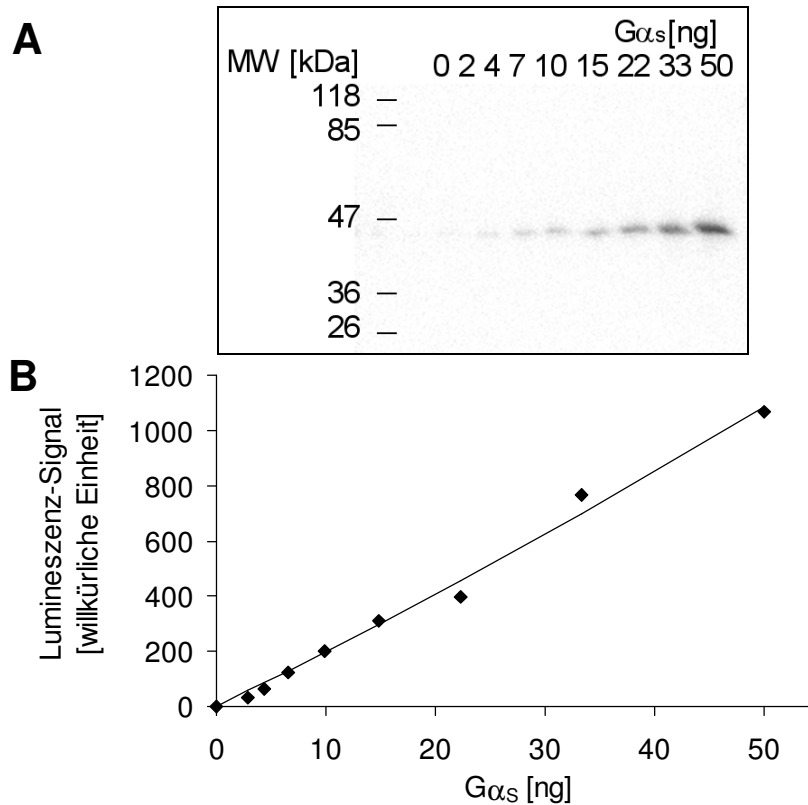 A
Gαs[ng]
MW [kDa] 0 2 4 7 10 15 22 33 50
118
85
47
36
26
B
Lumineszenz-Signal
[willkürliche Einheit]
1200
1000
800
600
400
200
0
0 10 20 30 40 50
GαS [ng]